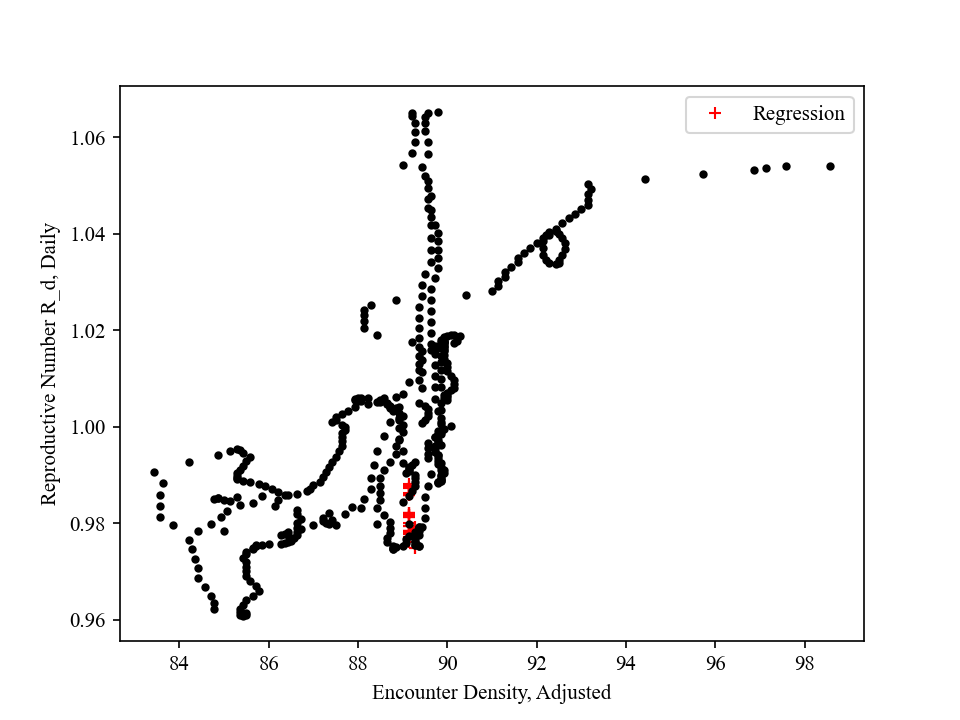 Regression
1.06
1.04
1.02
1.00
0.98
0.96
Reproductive Number R_d, Daily
84 86 88 90 92 94 96 98
Encounter Density, Adjusted